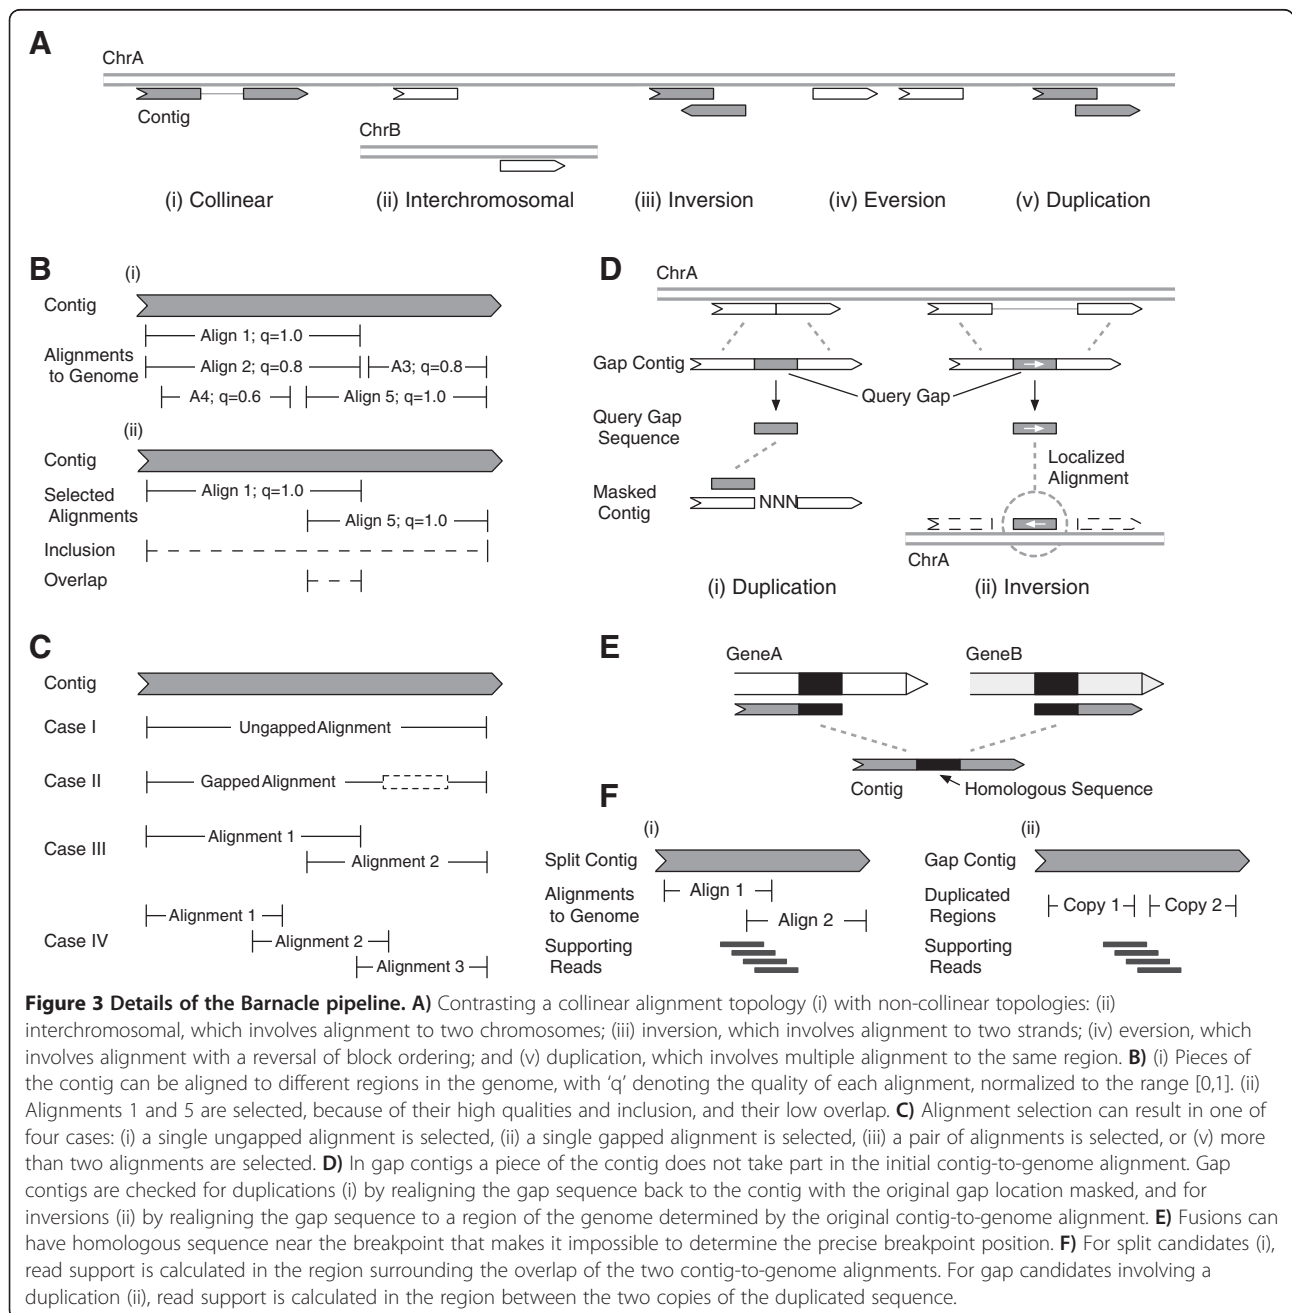 A
ChrA
Contig
ChrB
(i) Collinear
(ii) Interchromosomal
(iii) Inversion
(iv) Eversion
(v) Duplication
B
(i)
Contig
Align 1; q=1.0
Alignments
to Genome
Align 2; q=0.8
A3; q=0.8
A4; q=0.6
Align 5; q=1.0
(ii)
Contig
Selected
Alignments
Align 1; q=1.0
Align 5; q=1.0
Inclusion
Overlap
C
Contig
Case I
Ungapped Alignment
Case II
Gapped Alignment
Case III
Alignment 1
Alignment 2
Case IV
Alignment 1
Alignment 2
Alignment 3
D
ChrA
Gap Contig
Query Gap
Query Gap
Sequence
Localized
Alignment
Masked
Contig
NNN
ChrA
(i) Duplication
(ii) Inversion
E
GeneA
GeneB
Contig
Homologous Sequence
F
(i)
Split Contig
Alignments
to Genome
Align 1
Align 2
Supporting
Reads
(ii)
Gap Contig
Duplicated
Regions
Copy 1
Copy 2
Supporting
Reads
Figure 3 Details of the Barnacle pipeline. A) Contrasting a collinear alignment topology (i) with non-collinear topologies: (ii)
interchromosomal, which involves alignment to two chromosomes; (iii) inversion, which involves alignment to two strands; (iv) eversion, which
involves alignment with a reversal of block ordering; and (v) duplication, which involves multiple alignment to the same region. B) (i) Pieces of
the contig can be aligned to different regions in the genome, with ‘q’ denoting the quality of each alignment, normalized to the range [0,1]. (ii)
Alignments 1 and 5 are selected, because of their high qualities and inclusion, and their low overlap. C) Alignment selection can result in one of
four cases: (i) a single ungapped alignment is selected, (ii) a single gapped alignment is selected, (iii) a pair of alignments is selected, or (v) more
than two alignments are selected. D) In gap contigs a piece of the contig does not take part in the initial contig-to-genome alignment. Gap
contigs are checked for duplications (i) by realigning the gap sequence back to the contig with the original gap location masked, and for
inversions (ii) by realigning the gap sequence to a region of the genome determined by the original contig-to-genome alignment. E) Fusions can
have homologous sequence near the breakpoint that makes it impossible to determine the precise breakpoint position. F) For split candidates (i),
read support is calculated in the region surrounding the overlap of the two contig-to-genome alignments. For gap candidates involving a
duplication (ii), read support is calculated in the region between the two copies of the duplicated sequence.